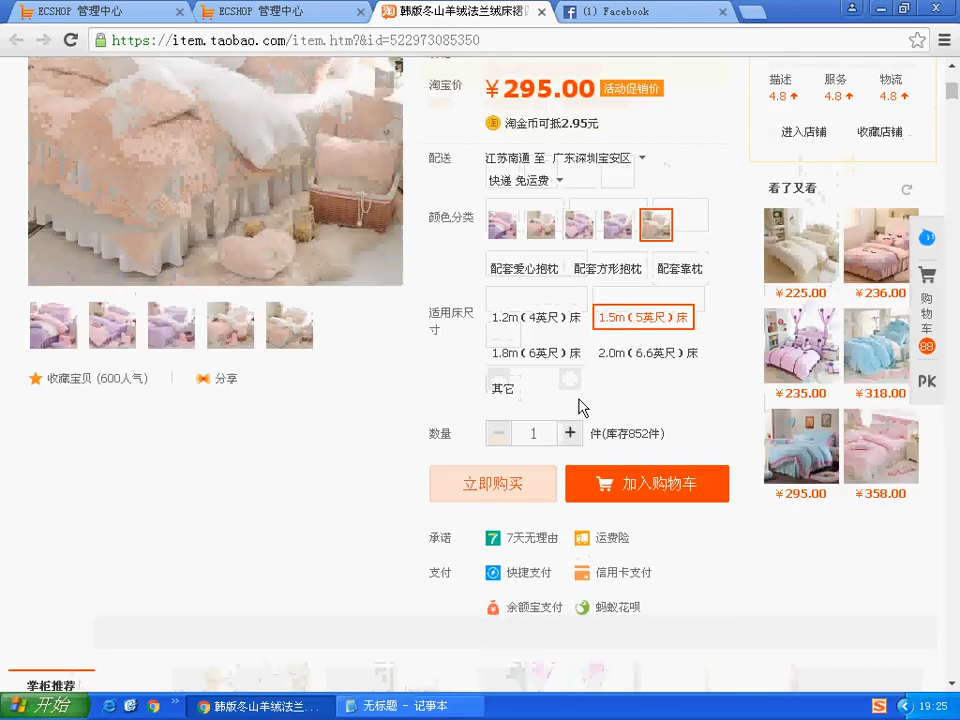 ECSHOP 管理中心
ECSHOP 管理中心
韩版冬山羊绒法兰绒床裙
(1) Facebook
https://item.taobao.com/item.htm?&id=522973085350
淘宝价
¥295.00 活动促销价
淘金币可抵2.95元
配送
江苏南通 至 广东深圳宝安区
快递 免运费
颜色分类
配套爱心抱枕 配套方形抱枕 配套靠枕
适用床尺寸
1.2m(4英尺)床 1.5m(5英尺)床
1.8m(6英尺)床 2.0m(6.6英尺)床
其它
数量
1
件(库存852件)
立即购买 加入购物车
承诺
7天无理由 运费险
支付
快捷支付 信用卡支付
余额宝支付 蚂蚁花呗
收藏宝贝 (600人气) 分享
描述 服务 物流
4.8 4.8 4.8
进入店铺 收藏店铺
看了又看
¥225.00 ¥236.00
¥235.00 ¥318.00
¥295.00 ¥358.00
购物车
88
PK
掌柜推荐
开始
韩版冬山羊绒法兰...
无标题 - 记事本
19:25